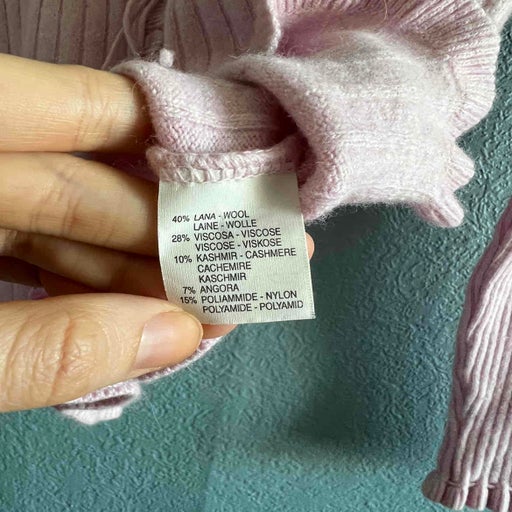 40% LANA - WOOL
LAINE - WOLLE
28% VISCOSA - VISCOSE
VISCOSE - VISKOSE
10% KASHMIR - CASHMERE
CACHEMIRE
KASCHMIR
7% ANGORA
15% POLIAMMIDE - NYLON
POLYAMIDE - POLYAMID